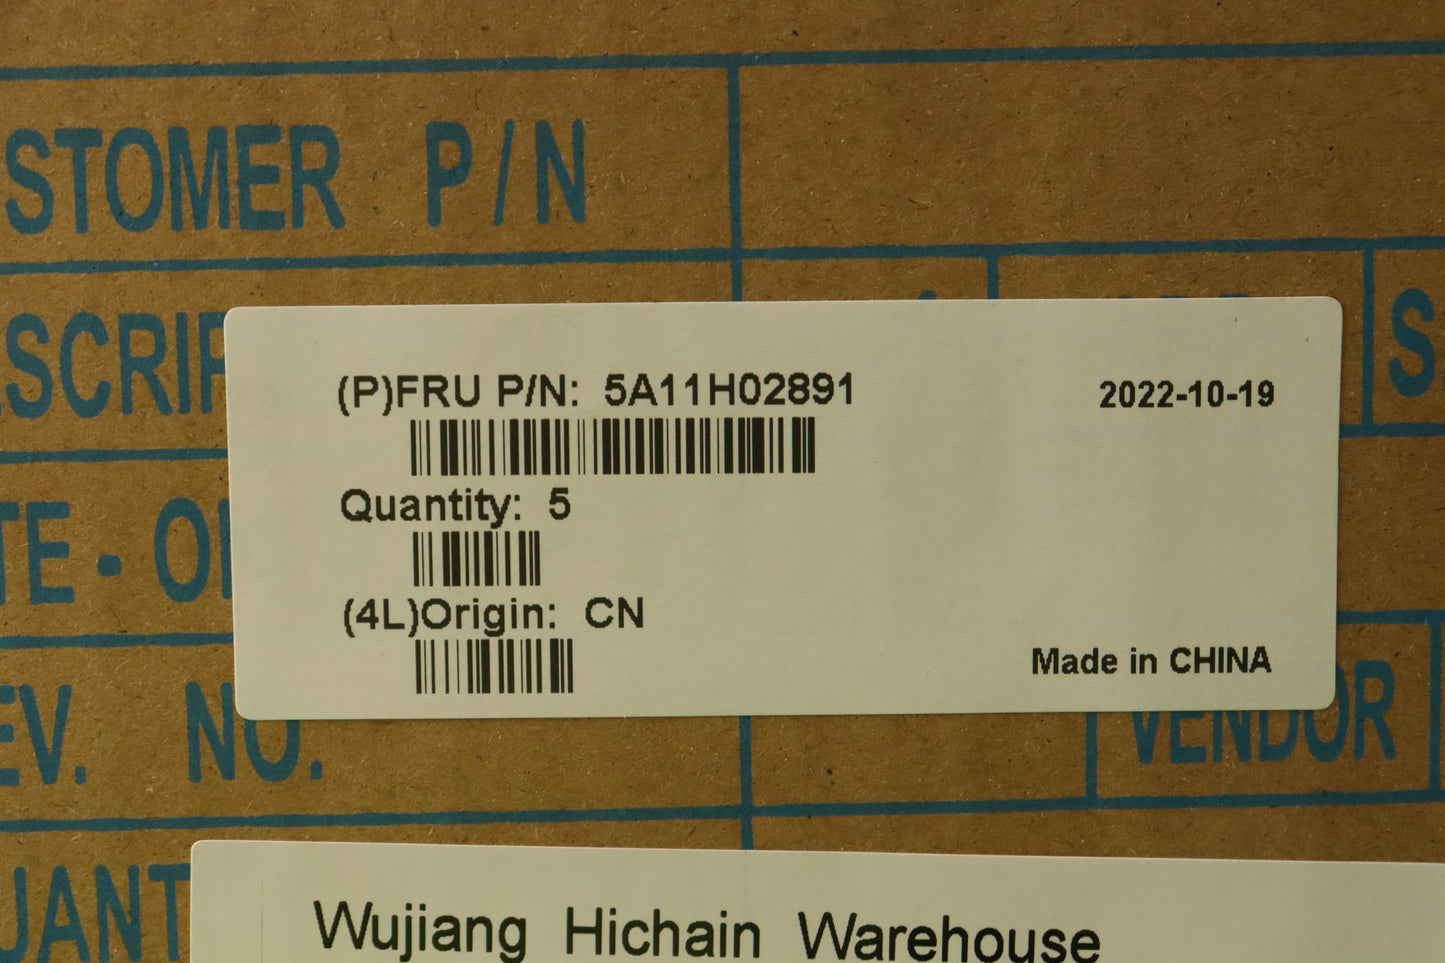 STOMER P/N
SCRIP
S
(P)FRU P/N: 5A11H02891
2022-10-19
Quantity: 5
TE-O
(4L)Origin: CN
Made in CHINA
EV. NO.
VENDOR
UANT
Wujiang Hichain Warehouse